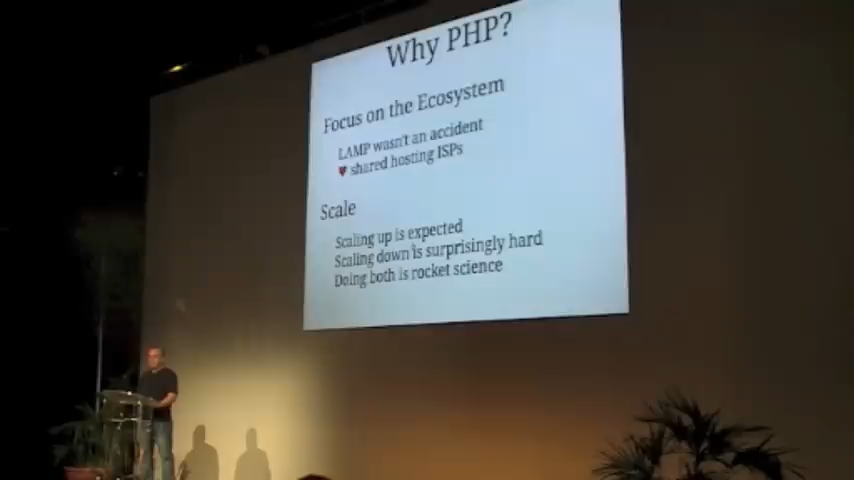 Why PHP?
Focus on the Ecosystem
LAMP wasn't an accident
♥ shared hosting ISPs
Scale
Scaling up is expected
Scaling down is surprisingly hard
Doing both is rocket science